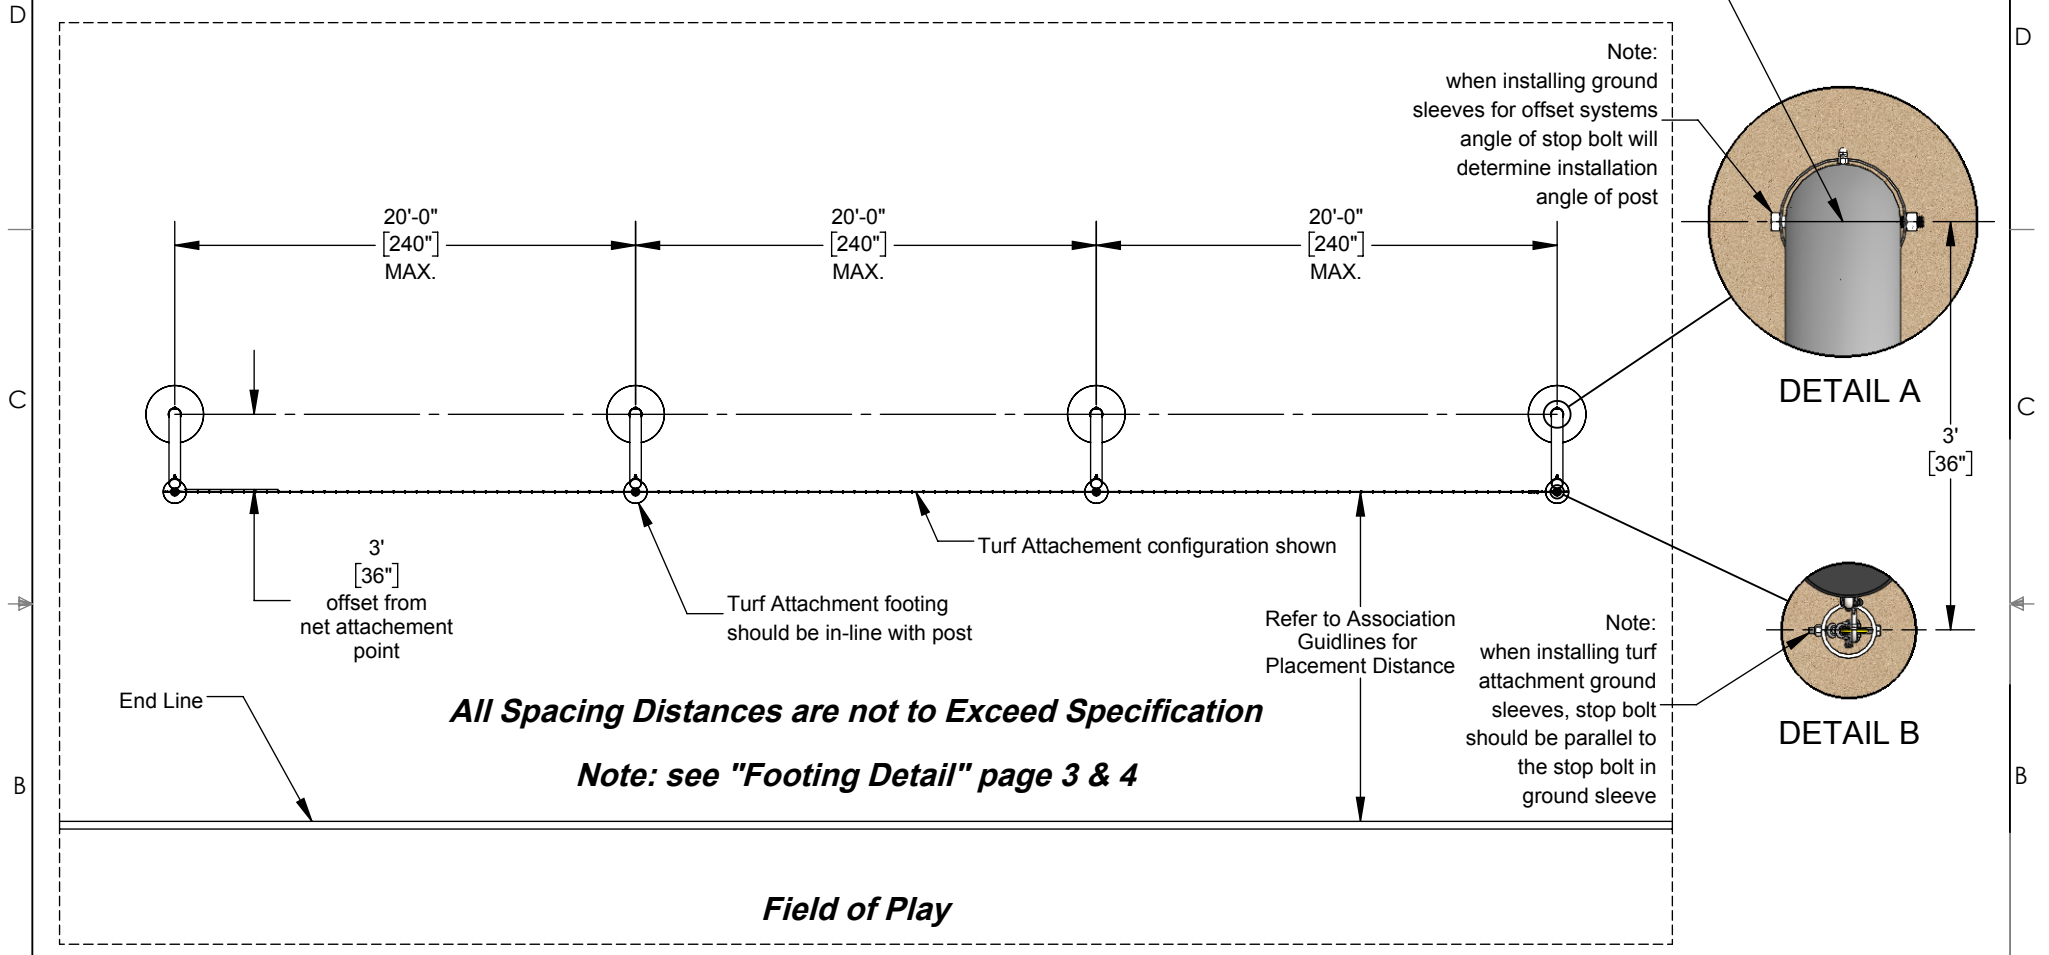 D
D
Note:
when installing ground
sleeves for offset systems
angle of stop bolt will
determine installation
angle of post
20'-0"
[240"]
MAX.
20'-0"
[240"]
MAX.
20'-0"
[240"]
MAX.
DETAIL A
C
C
3'
[36"]
3'
[36"]
offset from
net attachement
point
Turf Attachement configuration shown
Turf Attachment footing
should be in-line with post
Refer to Association
Guidlines for
Placement Distance
Note:
when installing turf
attachment ground
sleeves, stop bolt
should be parallel to
the stop bolt in
ground sleeve
DETAIL B
End Line
All Spacing Distances are not to Exceed Specification
Note: see "Footing Detail" page 3 & 4
B
B
Field of Play